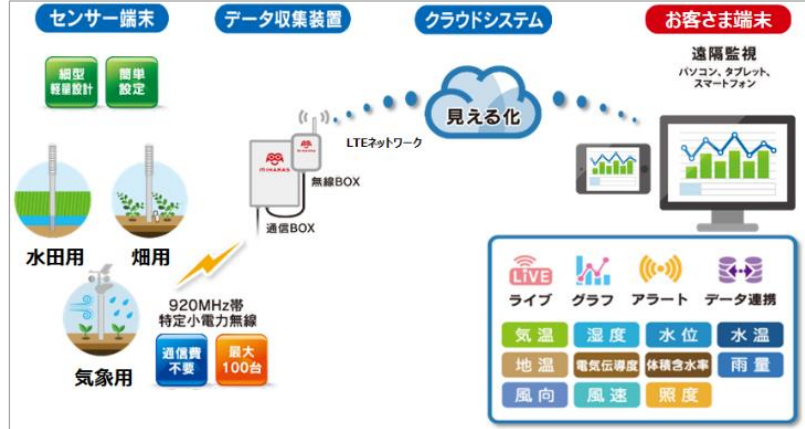 センサー端末
データ収集装置
クラウドシステム
お客さま端末
細型
軽量設計
簡単
設定
遠隔監視
パソコン、タブレット、
スマートフォン
見える化
LTEネットワーク
MIHARAS
無線BOX
通信BOX
水田用
畑用
気象用
920MHz帯
特定小電力無線
通信費
不要
最大
100台
LIVE
ライブ
グラフ
アラート
データ連携
気温
湿度
水位
水温
地温
電気伝導度
体積含水率
雨量
風向
風速
照度